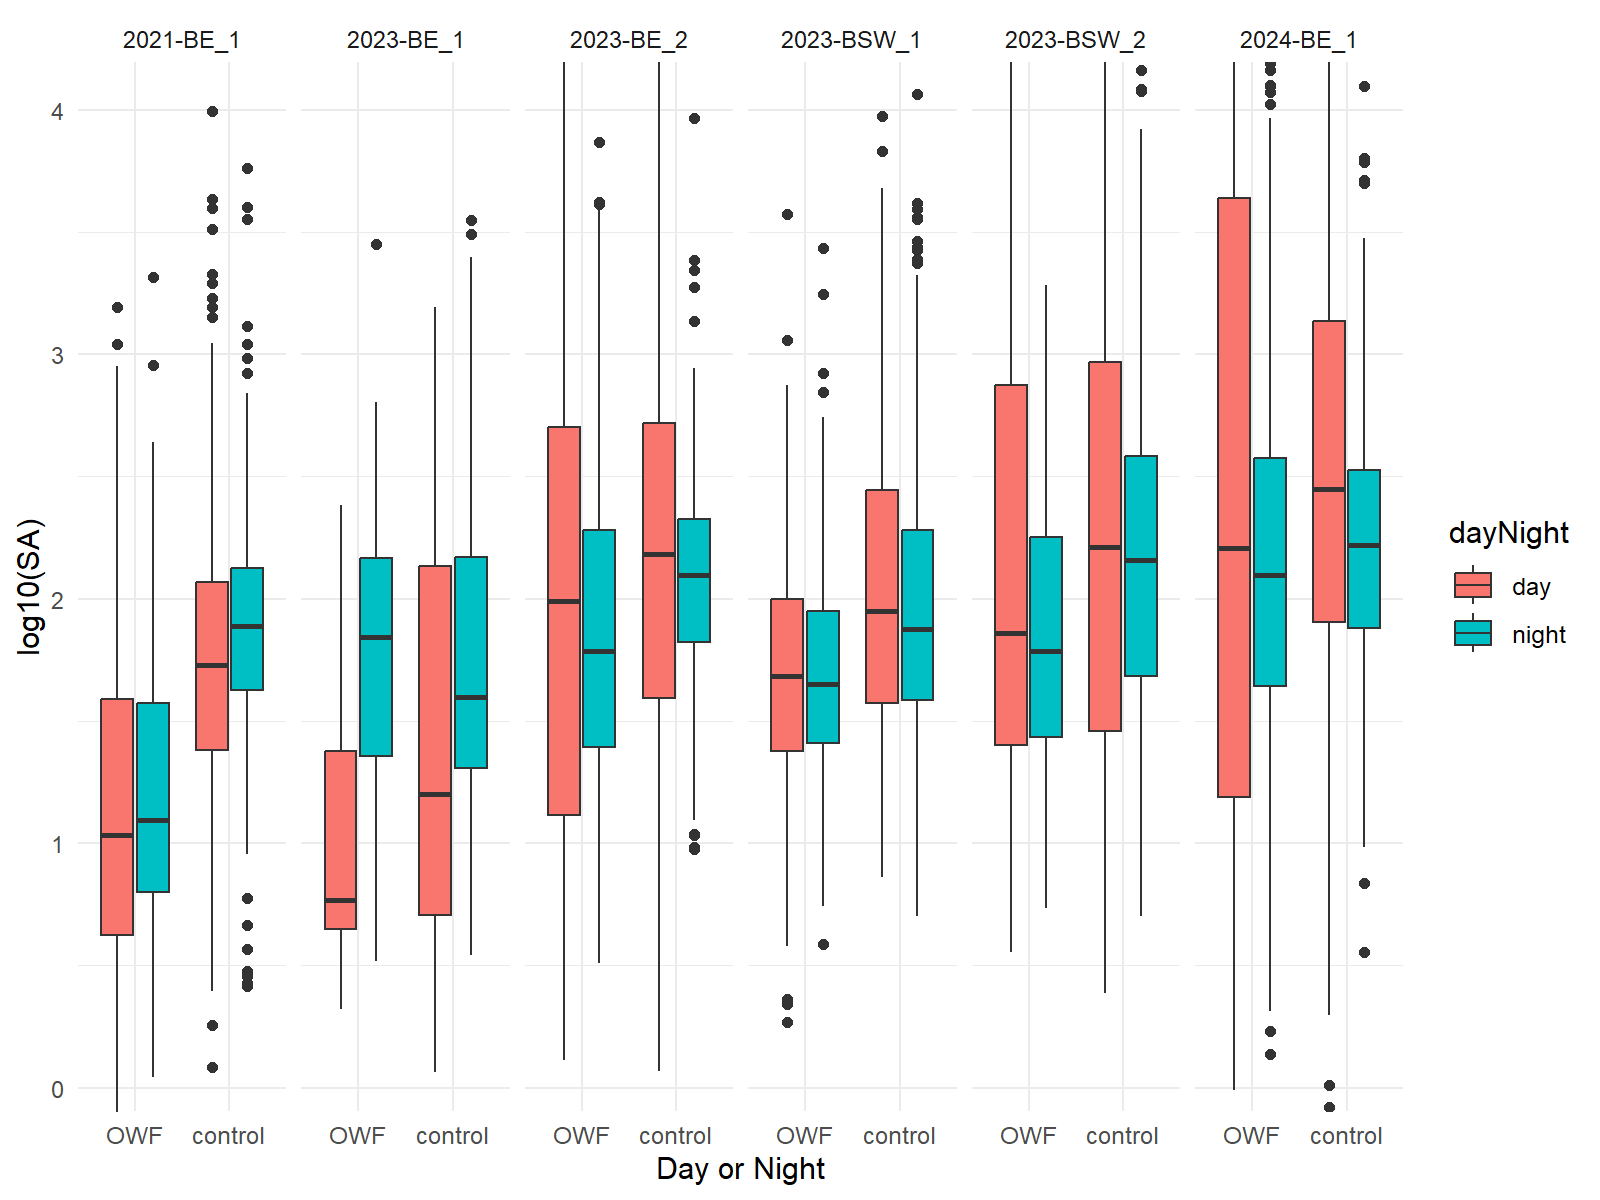 2021-BE_1 2023-BE_1 2023-BE_2 2023-BSW_1 2023-BSW_2 2024-BE_1
4
3
2
1
0
log10(SA)
OWF control OWF control OWF control OWF control OWF control OWF control
Day or Night
dayNight
day
night